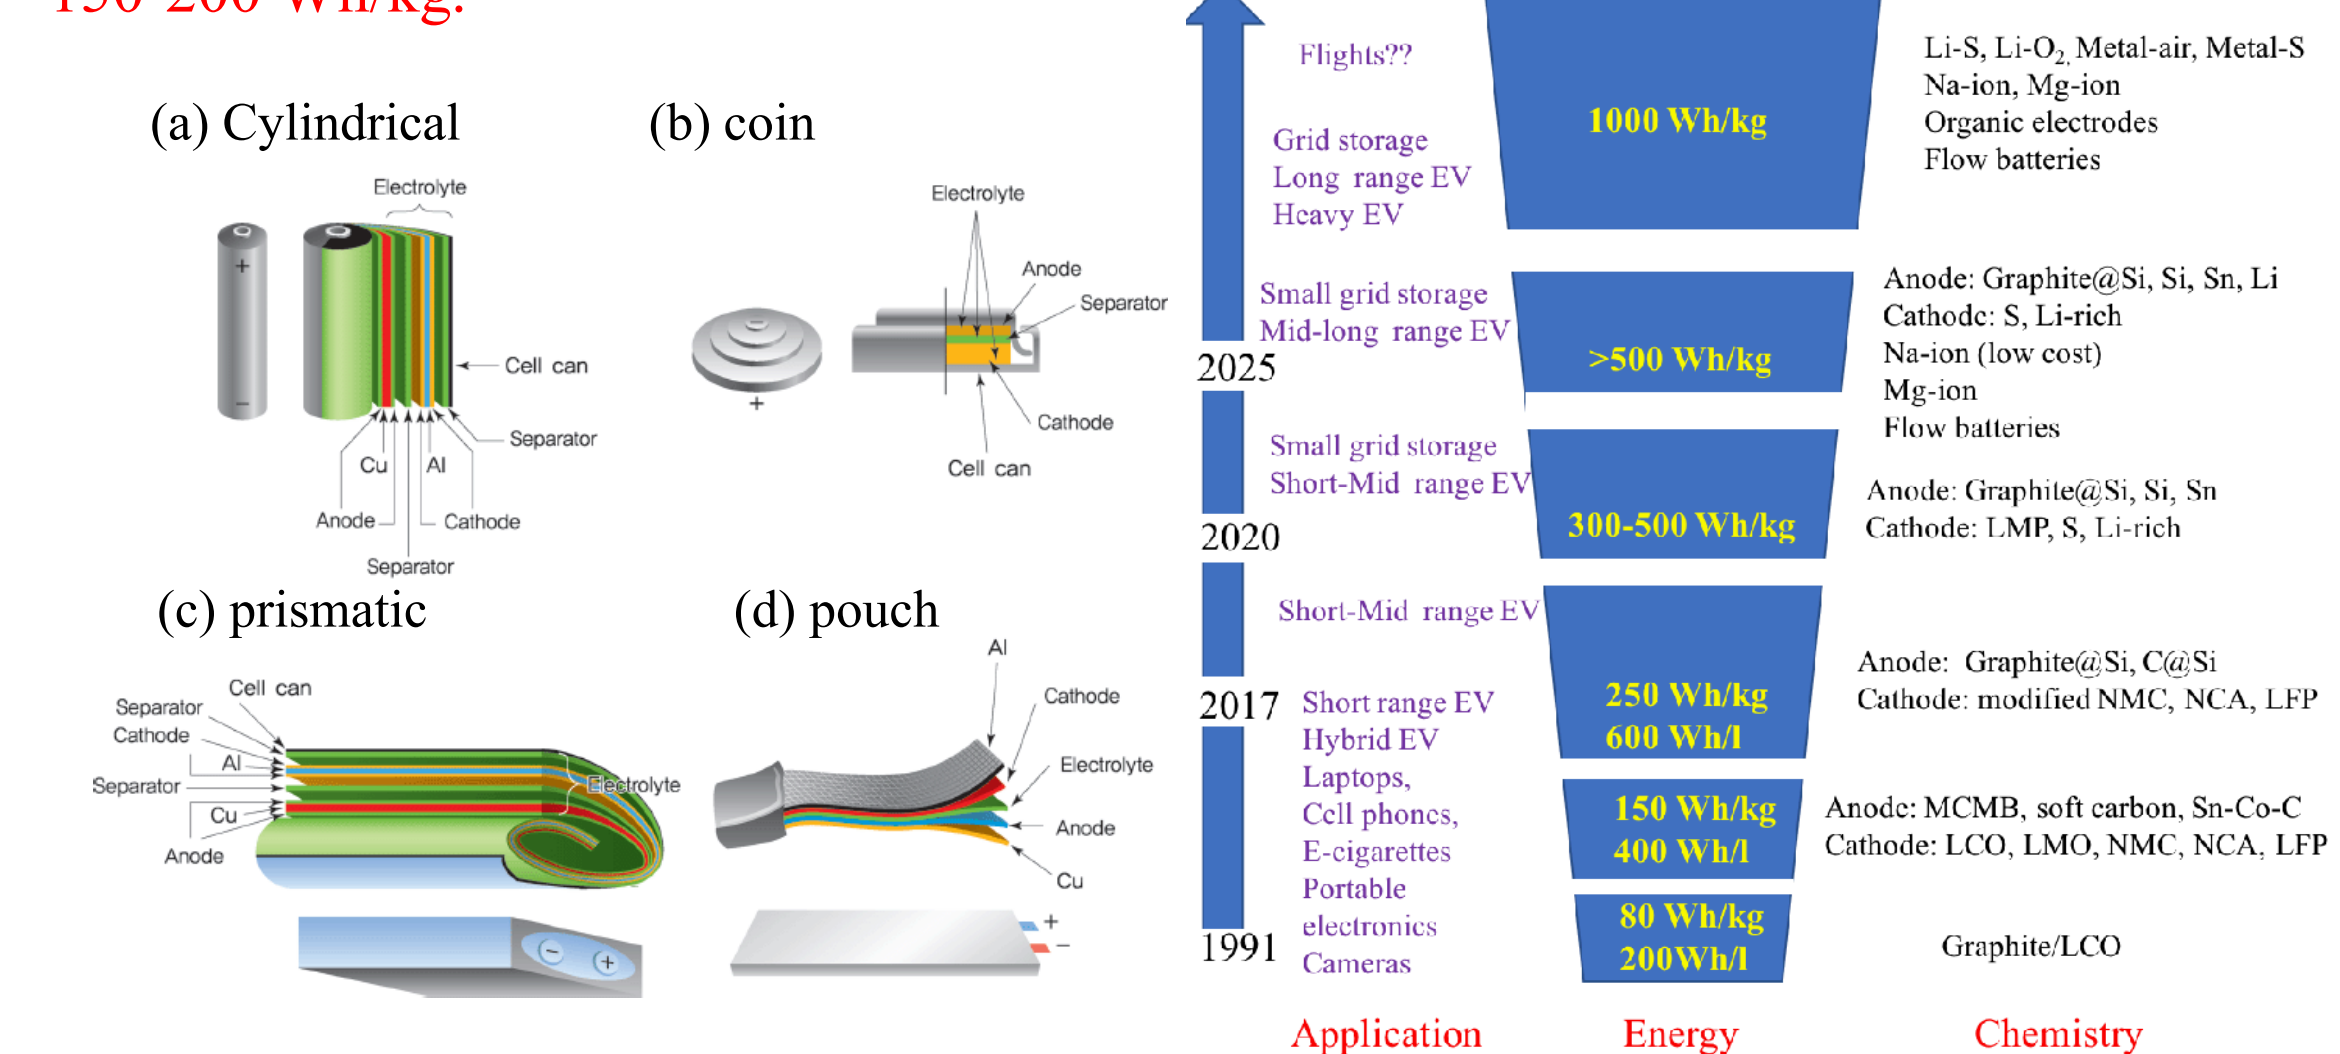 150-200 Wh/kg.
(a) Cylindrical
Electrolyte
+
−
Cell can
Separator
Cu
Al
Anode
Cathode
Separator
(b) coin
Electrolyte
Anode
Separator
−
+
Cathode
Cell can
(c) prismatic
Cell can
Separator
Cathode
Al
Separator
Electrolyte
Cu
Anode
−
+
(d) pouch
Al
Cathode
Electrolyte
Anode
Cu
+
−
2025
2020
2017
1991
Flights??
Grid storage
Long range EV
Heavy EV
Small grid storage
Mid-long range EV
Small grid storage
Short-Mid range EV
Short-Mid range EV
Short range EV
Hybrid EV
Laptops,
Cell phones,
E-cigarettes
Portable
electronics
Cameras
Application
1000 Wh/kg
>500 Wh/kg
300-500 Wh/kg
250 Wh/kg
600 Wh/l
150 Wh/kg
400 Wh/l
80 Wh/kg
200Wh/l
Energy
Li-S, Li-O2, Metal-air, Metal-S
Na-ion, Mg-ion
Organic electrodes
Flow batteries
Anode: Graphite@Si, Si, Sn, Li
Cathode: S, Li-rich
Na-ion (low cost)
Mg-ion
Flow batteries
Anode: Graphite@Si, Si, Sn
Cathode: LMP, S, Li-rich
Anode: Graphite@Si, C@Si
Cathode: modified NMC, NCA, LFP
Anode: MCMB, soft carbon, Sn-Co-C
Cathode: LCO, LMO, NMC, NCA, LFP
Graphite/LCO
Chemistry